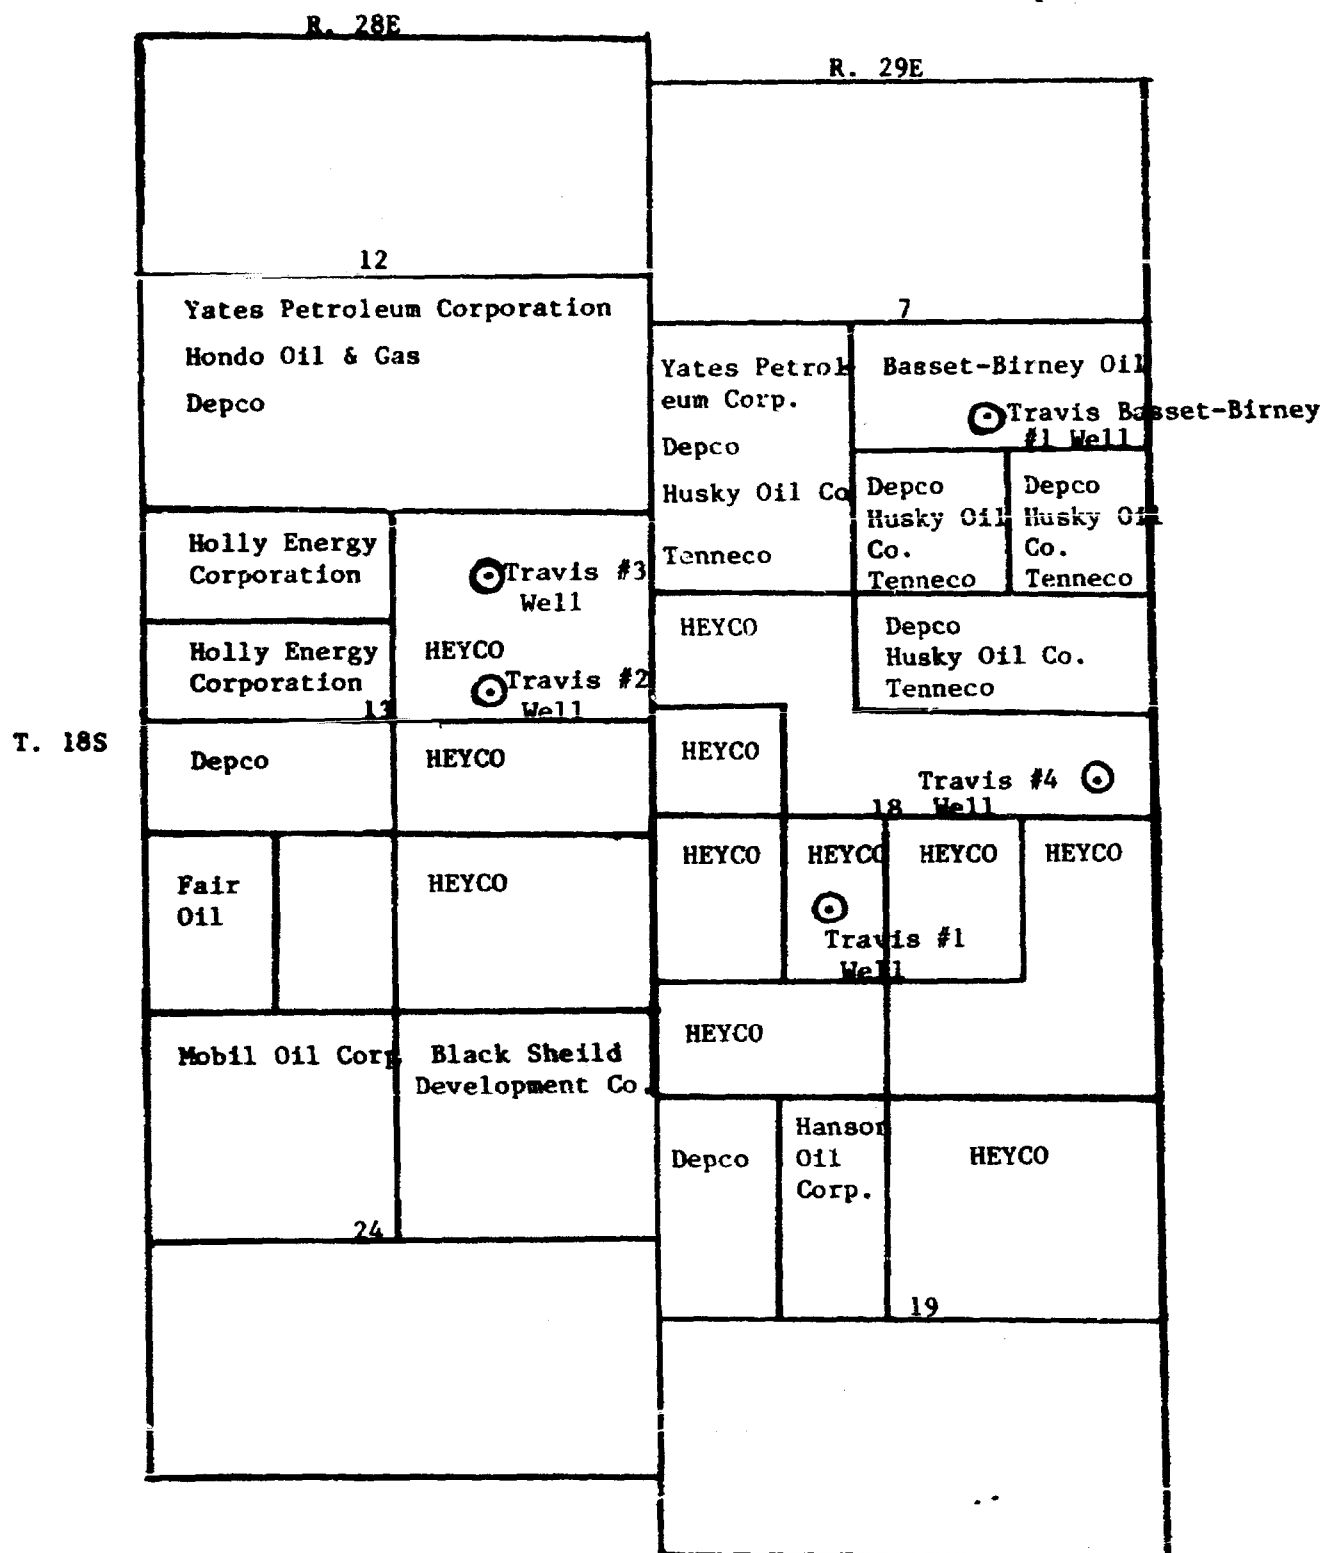 R. 28E
R. 29E
12
Yates Petroleum Corporation
Hondo Oil & Gas
Depco
7
Yates Petrol
eum Corp.
Depco
Husky Oil Co
Tenneco
Basset-Birney Oil
Travis Basset-Birney
#1 Well
Depco
Husky Oil
Co.
Tenneco
Depco
Husky Oil
Co.
Tenneco
Holly Energy
Corporation
Travis #3
Well
Holly Energy
Corporation
HEYCO
Travis #2
Well
13
HEYCO
Depco
Husky Oil Co.
Tenneco
T. 18S
Depco
HEYCO
HEYCO
Travis #4
Well
18
Fair
Oil
HEYCO
HEYCO
HEYCO
HEYCO
HEYCO
Travis #1
Well
HEYCO
Mobil Oil Corp
Black Sheild
Development Co.
Depco
Hanson
Oil
Corp.
HEYCO
24
19